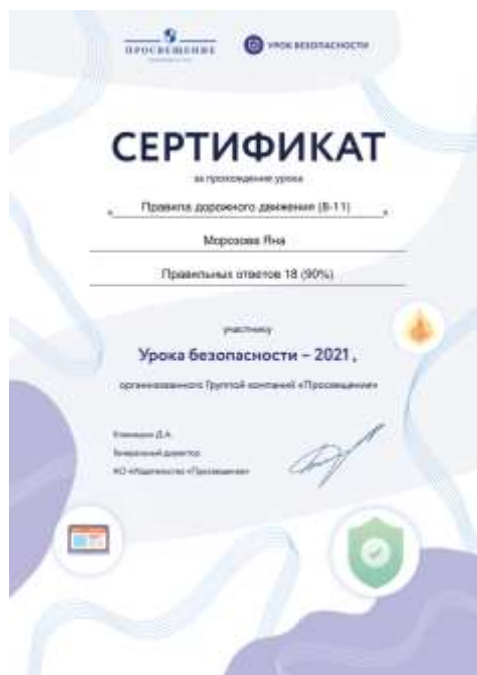 ПРОСВЕЩЕНИЕ
УРОК БЕЗОПАСНОСТИ
СЕРТИФИКАТ
за прохождение урока
« Правила дорожного движения (8-11) »
Морозова Яна
Правильных ответов 18 (90%)
участнику
Урока безопасности – 2021,
организованного Группой компаний «Просвещение»
Генеральный директор
АО «Издательство «Просвещение»